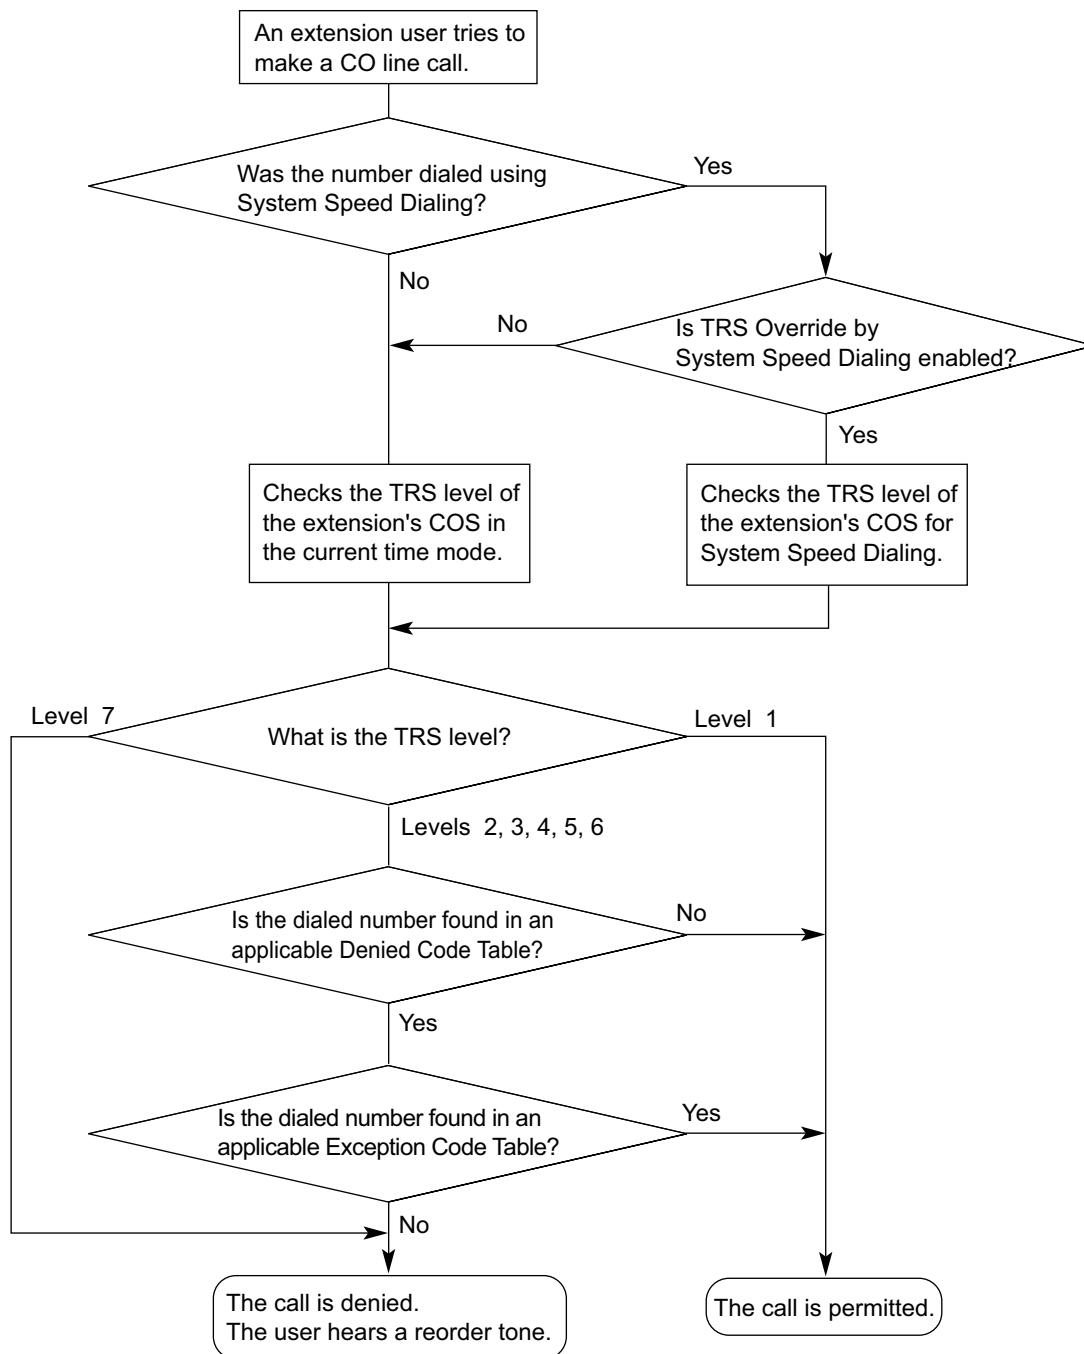 An extension user tries to
make a CO line call.
Was the number dialed using
System Speed Dialing?
Yes
No
Is TRS Override by
System Speed Dialing enabled?
No
Yes
Checks the TRS level of
the extension's COS in
the current time mode.
Checks the TRS level of
the extension's COS for
System Speed Dialing.
What is the TRS level?
Level 7
Level 1
Levels 2, 3, 4, 5, 6
Is the dialed number found in an
applicable Denied Code Table?
No
Yes
Is the dialed number found in an
applicable Exception Code Table?
Yes
No
The call is denied.
The user hears a reorder tone.
The call is permitted.